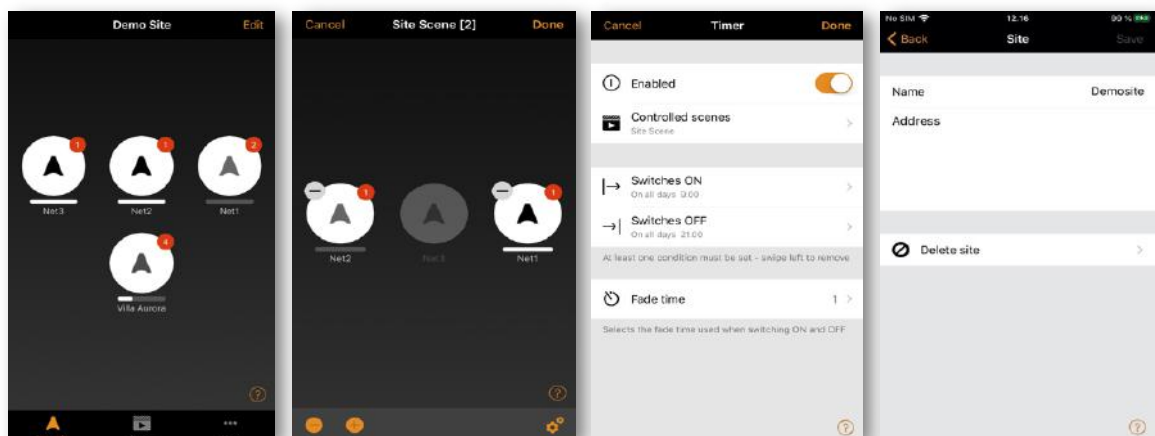 Demo Site
Edit
1
1
2
Net3
Net2
Net1
4
Villa Aurore
?
Cancel
Site Scene [2]
Done
1
1
Net2
Net3
Net1
?
Cancel
Timer
Done
Enabled
Controlled scenes
Site Scene
Switches ON
On all days 9.00
Switches OFF
On all days 21.00
At least one condition must be set - swipe left to remove
Fade time
1
Selects the fade time used when switching ON and OFF
?
No SIM
12.16
90 %
Back
Site
Save
Name
Demosite
Address
Delete site
?